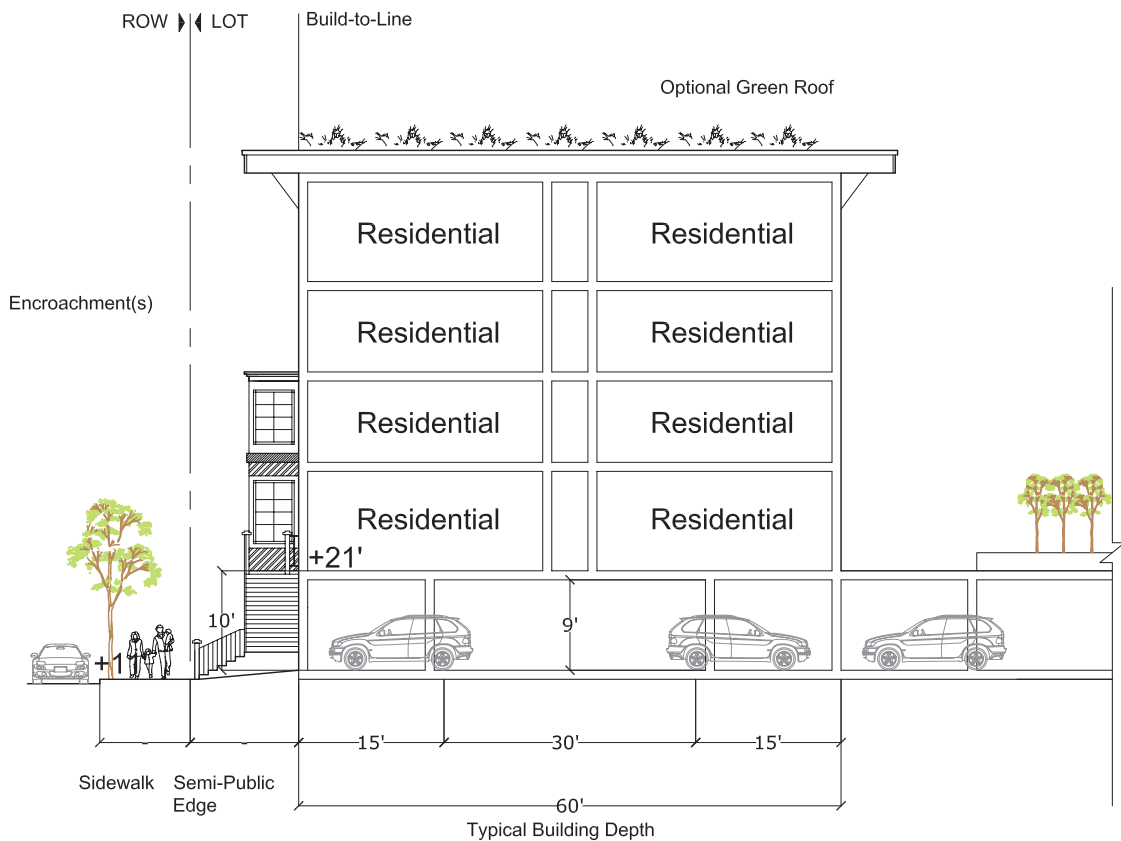 ROW LOT Build-to-Line
Optional Green Roof
Residential Residential
Encroachment(s)
Residential Residential
Residential Residential
Residential Residential
+21'
10' 9'
+1
15' 30' 15'
Sidewalk Semi-Public
Edge
60'
Typical Building Depth